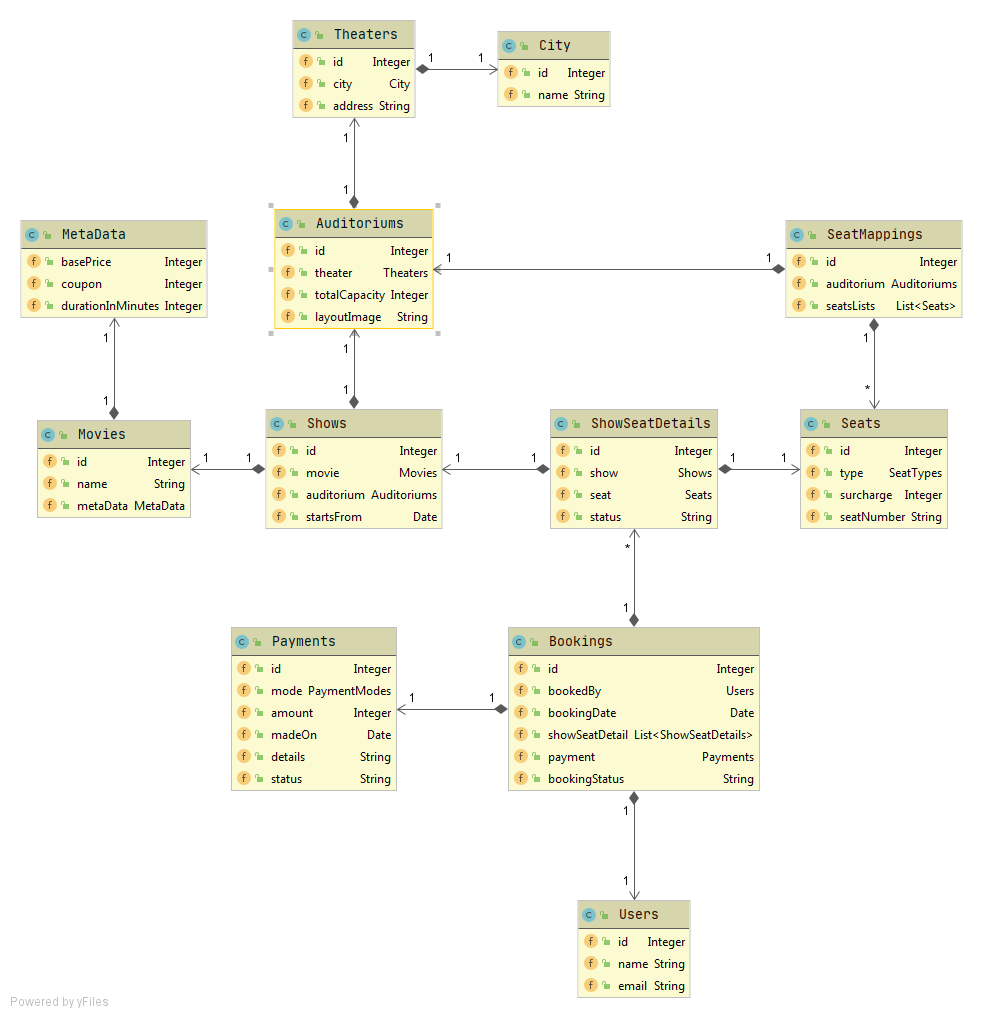 Theaters
id Integer
city City
address String
1 1
City
id Integer
name String
1
1
MetaData
basePrice Integer
coupon Integer
durationInMinutes Integer
Auditoriums
id Integer
theater Theaters
totalCapacity Integer
layoutImage String
1 1
SeatMappings
id Integer
auditorium Auditoriums
seatsLists List<Seats>
1
1
1
1
1
*
Movies
id Integer
name String
metaData MetaData
1 1
Shows
id Integer
movie Movies
auditorium Auditoriums
startsFrom Date
1 1
ShowSeatDetails
id Integer
show Shows
seat Seats
status String
1 1
Seats
id Integer
type SeatTypes
surcharge Integer
seatNumber String
*
1
Payments
id Integer
mode PaymentModes
amount Integer
madeOn Date
details String
status String
1 1
Bookings
id Integer
bookedBy Users
bookingDate Date
showSeatDetail List<ShowSeatDetails>
payment Payments
bookingStatus String
1
1
Users
id Integer
name String
email String
Powered by yFiles